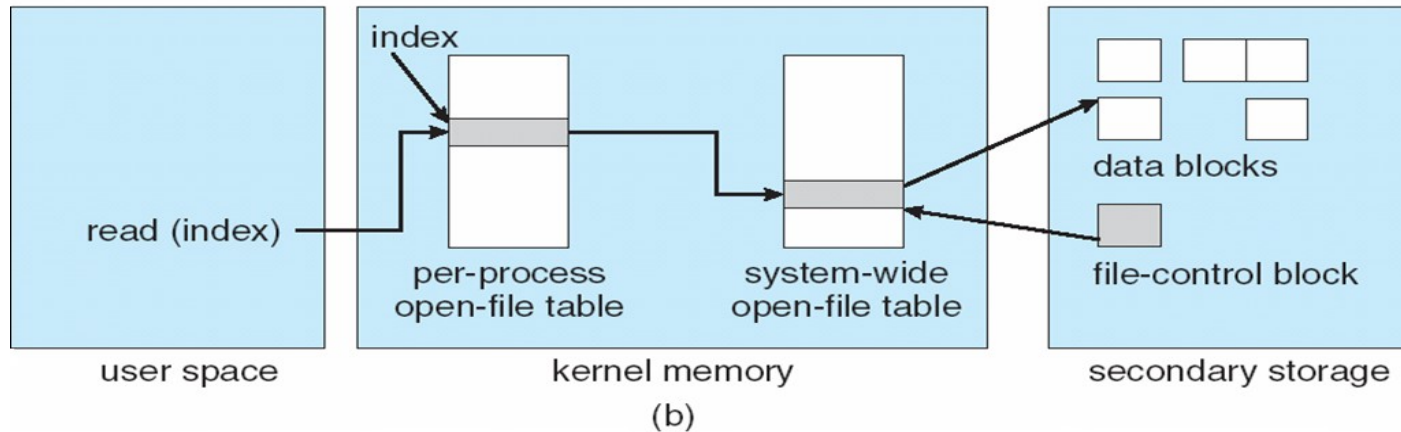 index
data blocks
read (index)
per-process
open-file table
system-wide
open-file table
file-control block
user space
kernel memory
secondary storage
(b)